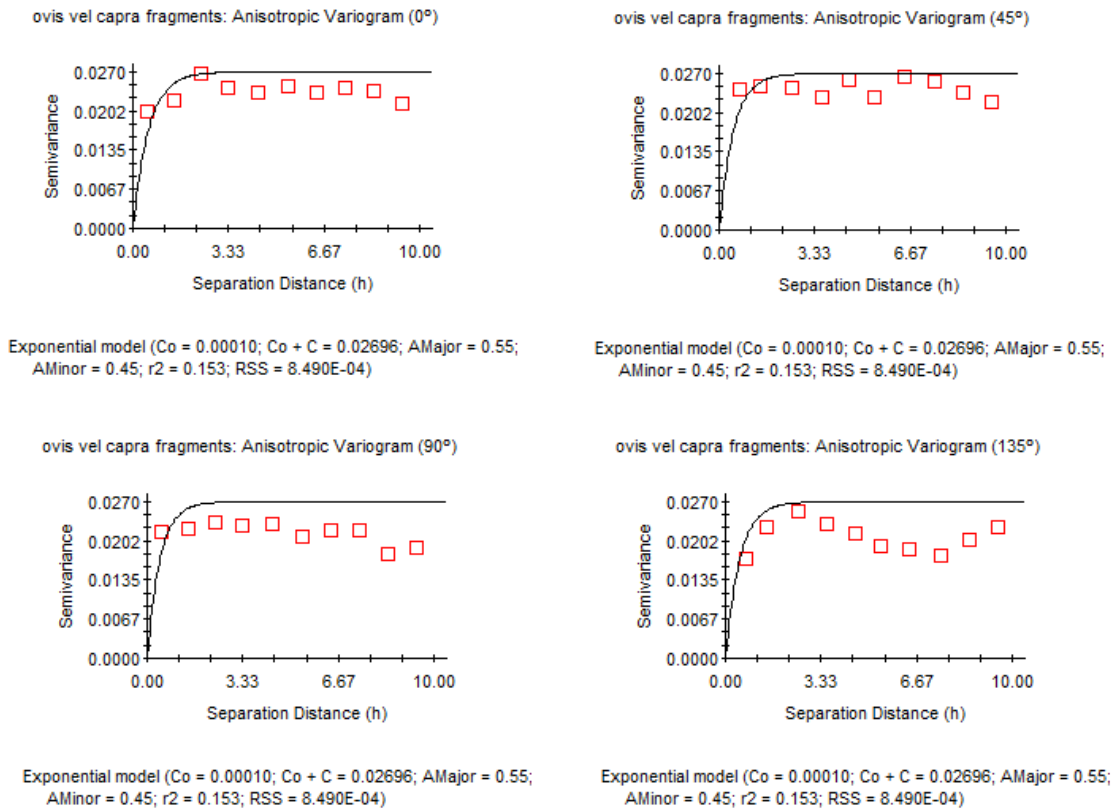 ovis vel capra fragments: Anisotropic Variogram (0º)
0.0270
0.0202
0.0135
0.0067
0.0000
Semivariance
0.00 3.33 6.67 10.00
Separation Distance (h)
Exponential model (Co = 0.00010; Co + C = 0.02696; AMajor = 0.55;
AMinor = 0.45; r2 = 0.153; RSS = 8.490E-04)
ovis vel capra fragments: Anisotropic Variogram (45º)
0.0270
0.0202
0.0135
0.0067
0.0000
Semivariance
0.00 3.33 6.67 10.00
Separation Distance (h)
Exponential model (Co = 0.00010; Co + C = 0.02696; AMajor = 0.55;
AMinor = 0.45; r2 = 0.153; RSS = 8.490E-04)
ovis vel capra fragments: Anisotropic Variogram (90º)
0.0270
0.0202
0.0135
0.0067
0.0000
Semivariance
0.00 3.33 6.67 10.00
Separation Distance (h)
Exponential model (Co = 0.00010; Co + C = 0.02696; AMajor = 0.55;
AMinor = 0.45; r2 = 0.153; RSS = 8.490E-04)
ovis vel capra fragments: Anisotropic Variogram (135º)
0.0270
0.0202
0.0135
0.0067
0.0000
Semivariance
0.00 3.33 6.67 10.00
Separation Distance (h)
Exponential model (Co = 0.00010; Co + C = 0.02696; AMajor = 0.55;
AMinor = 0.45; r2 = 0.153; RSS = 8.490E-04)